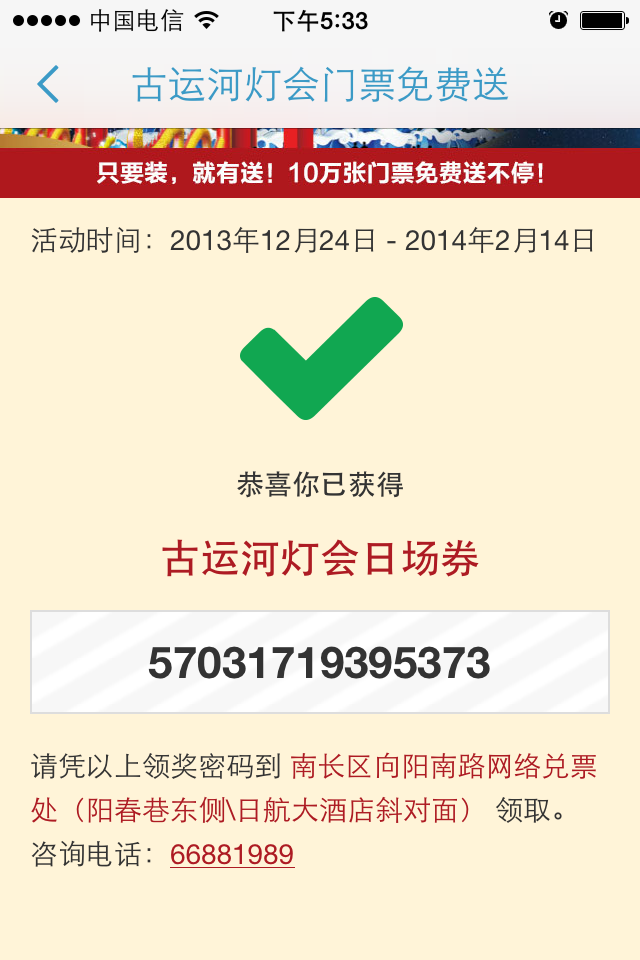 中国电信 下午5:33
古运河灯会门票免费送
只要装，就有送！10万张门票免费送不停！
活动时间：2013年12月24日 - 2014年2月14日
恭喜你已获得
古运河灯会日场券
57031719395373
请凭以上领奖密码到 南长区向阳南路网络兑票
处（阳春巷东侧\日航大酒店斜对面） 领取。
咨询电话：66881989